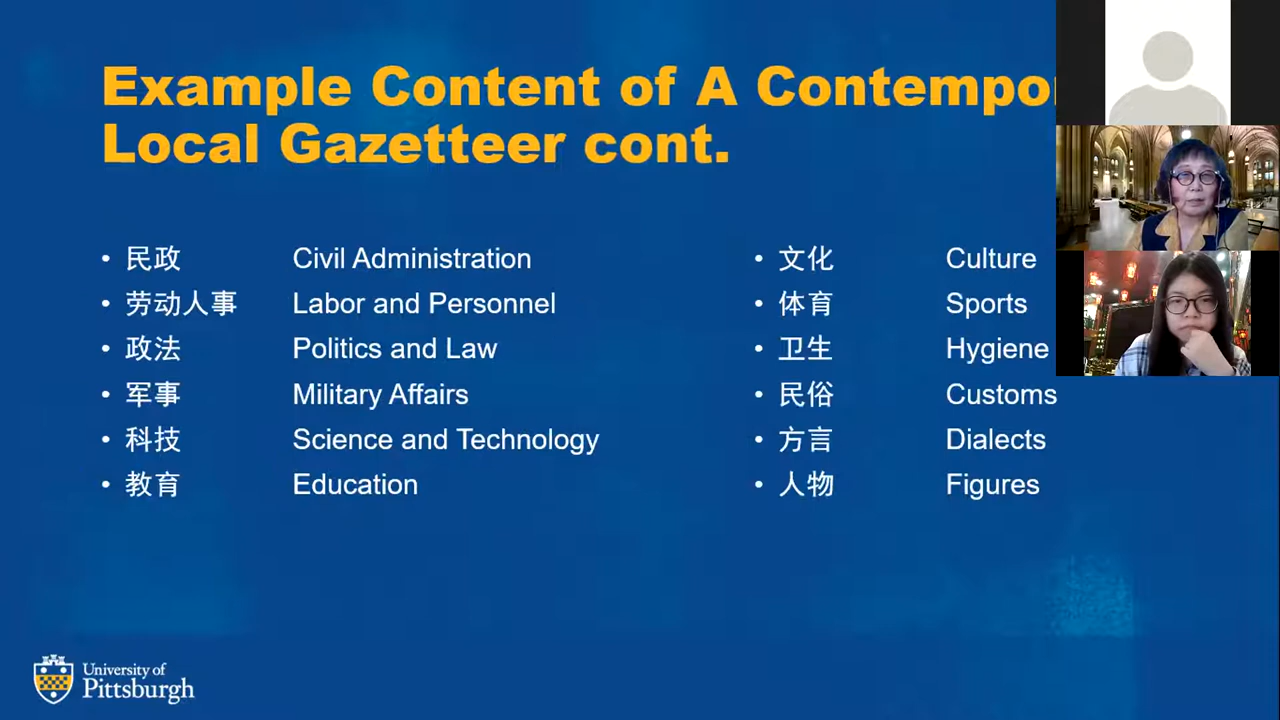 Example Content of A Contempo
Local Gazetteer cont.
• 民政 Civil Administration
• 劳动人事 Labor and Personnel
• 政法 Politics and Law
• 军事 Military Affairs
• 科技 Science and Technology
• 教育 Education
• 文化 Culture
• 体育 Sports
• 卫生 Hygiene
• 民俗 Customs
• 方言 Dialects
• 人物 Figures
University of
Pittsburgh